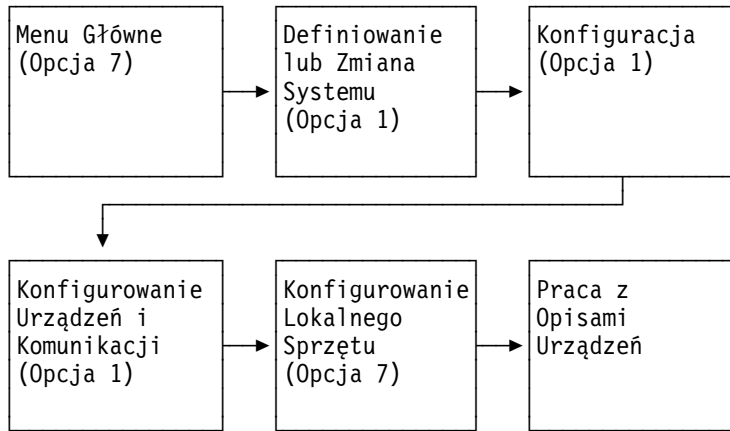 Menu Główne
(Opcja 7)
Definiowanie
lub Zmiana
Systemu
(Opcja 1)
Konfiguracja
(Opcja 1)
Konfigurowanie
Urządzeń i
Komunikacji
(Opcja 1)
Konfigurowanie
Lokalnego
Sprzętu
(Opcja 7)
Praca z
Opisami
Urządzeń